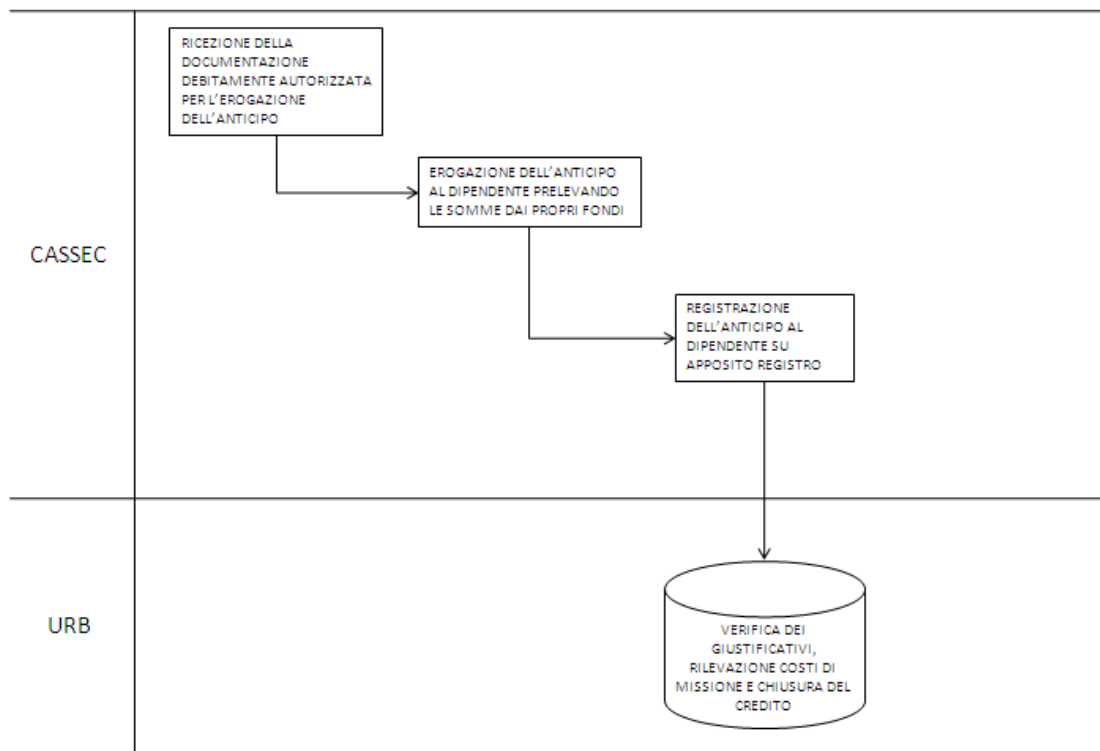 RICEZIONE DELLA
DOCUMENTAZIONE
DEBITAMENTE AUTORIZZATA
PER L'EROGAZIONE
DELL'ANTICIPO
EROGAZIONE DELL'ANTICIPO
AL DIPENDENTE PRELEVANDO
LE SOMME DAI PROPRI FONDI
CASSEC
REGISTRAZIONE
DELL'ANTICIPO AL
DIPENDENTE SU
APPOSITO REGISTRO
URB
VERIFICA DEI
GIUSTIFICATIVI,
RILEVAZIONE COSTI DI
MISSIONE E CHIUSURA DEL
CREDITO